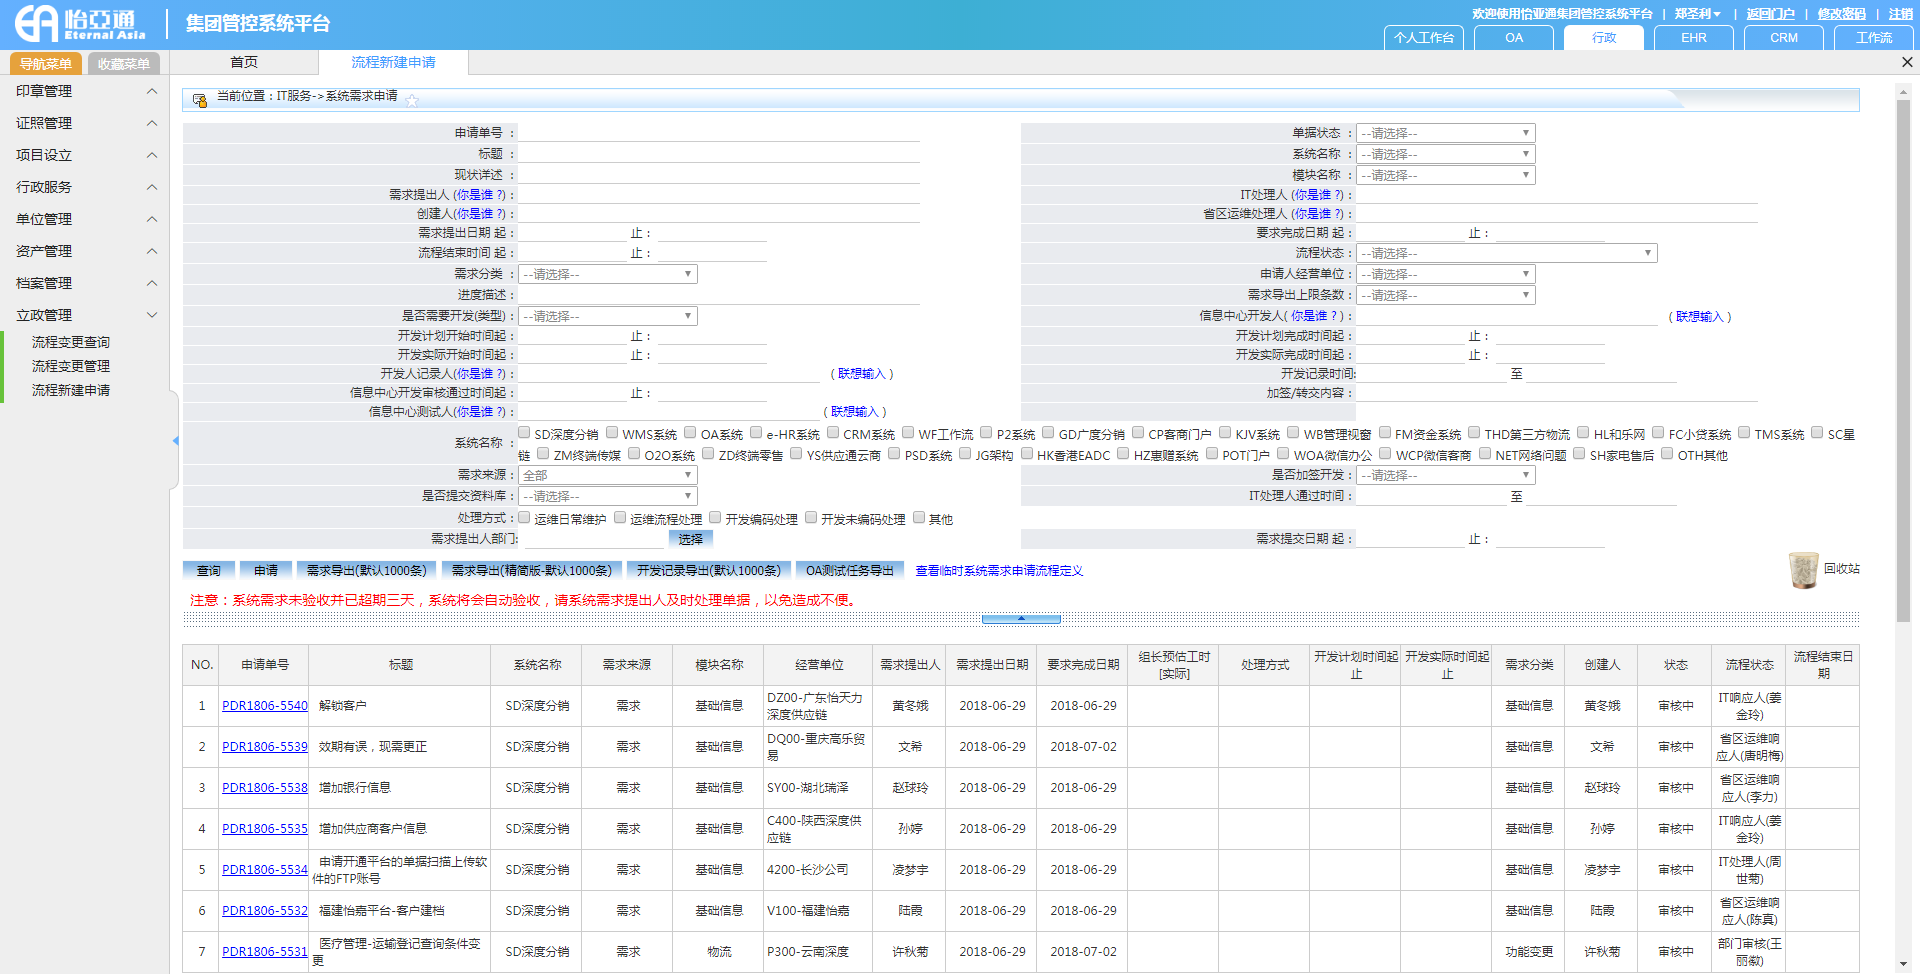 怡亞通 Eternal Asia
集团管控系统平台
欢迎使用怡亚通集团管控系统平台 | 郑圣利 | 返回门户 | 修改密码 | 注销
个人工作台 OA 行政 EHR CRM 工作流
导航菜单 收藏菜单 首页 流程新建申请
印章管理
证照管理
项目设立
行政服务
单位管理
资产管理
档案管理
立政管理
流程变更查询
流程变更管理
流程新建申请
当前位置：IT服务->系统需求申请
申请单号 ： 单据状态 ： --请选择--
标题 ： 系统名称 ： --请选择--
现状详述 ： 模块名称 ： --请选择--
需求提出人 (你是谁 ?)： IT处理人 (你是谁 ?)：
创建人(你是谁 ?)： 省区运维处理人 (你是谁 ?)：
需求提出日期 起： 止： 要求完成日期 起： 止：
流程结束时间 起： 止： 流程状态： --请选择--
需求分类 ： --请选择-- 申请人经营单位： --请选择--
进度描述： 需求导出上限条数： --请选择--
是否需要开发(类型)： --请选择-- 信息中心开发人( 你是谁 ? )： ( 联想输入 )
开发计划开始时间起： 止： 开发计划完成时间起： 止：
开发实际开始时间起： 止： 开发实际完成时间起： 止：
开发人记录人(你是谁 ?)： ( 联想输入 ) 开发记录时间: 至
信息中心开发审核通过时间起： 止： 加签/转交内容：
信息中心测试人(你是谁 ?)： ( 联想输入 )
系统名称 ： SD深度分销 WMS系统 OA系统 e-HR系统 CRM系统 WF工作流 P2系统 GD广度分销 CP客商门户 KJV系统 WB管理视窗 FM资金系统 THD第三方物流 HL和乐网 FC小贷系统 TMS系统 SC星
链 ZM终端传媒 O2O系统 ZD终端零售 YS供应通云商 PSD系统 JG架构 HK香港EADC HZ惠赠系统 POT门户 WOA微信办公 WCP微信客商 NET网络问题 SH家电售后 OTH其他
需求来源： 全部 是否加签开发： --请选择--
是否提交资料库： --请选择-- IT处理人通过时间： 至
处理方式： 运维日常维护 运维流程处理 开发编码处理 开发未编码处理 其他
需求提出人部门: 选择 需求提交日期 起： 止：
查询 申请 需求导出(默认1000条) 需求导出(精简版-默认1000条) 开发记录导出(默认1000条) OA测试任务导出 查看临时系统需求申请流程定义 回收站
注意：系统需求未验收并已超期三天，系统将会自动验收，请系统需求提出人及时处理单据，以免造成不便。
NO. 申请单号 标题 系统名称 需求来源 模块名称 经营单位 需求提出人 需求提出日期 要求完成日期 组长预估工时[实际] 处理方式 开发计划时间起止 开发实际时间起止 需求分类 创建人 状态 流程状态 流程结束日期
1 PDR1806-5540 解锁客户 SD深度分销 需求 基础信息 DZ00-广东怡天力深度供应链 黄冬娥 2018-06-29 2018-06-29 基础信息 黄冬娥 审核中 IT响应人(姜金玲)
2 PDR1806-5539 效期有误，现需更正 SD深度分销 需求 基础信息 DQ00-重庆高乐贸易 文希 2018-06-29 2018-07-02 基础信息 文希 审核中 省区运维响应人(唐明梅)
3 PDR1806-5538 增加银行信息 SD深度分销 需求 基础信息 SY00-湖北瑞泽 赵球玲 2018-06-29 2018-06-29 基础信息 赵球玲 审核中 省区运维响应人(李力)
4 PDR1806-5535 增加供应商客户信息 SD深度分销 需求 基础信息 C400-陕西深度供应链 孙婷 2018-06-29 2018-06-29 基础信息 孙婷 审核中 IT响应人(姜金玲)
5 PDR1806-5534 申请开通平台的单据扫描上传软件的FTP账号 SD深度分销 需求 基础信息 4200-长沙公司 凌梦宇 2018-06-29 2018-06-29 基础信息 凌梦宇 审核中 IT处理人(周世菊)
6 PDR1806-5532 福建怡嘉平台-客户建档 SD深度分销 需求 基础信息 V100-福建怡嘉 陆霞 2018-06-29 2018-06-29 基础信息 陆霞 审核中 省区运维响应人(陈真)
7 PDR1806-5531 医疗管理-运输登记查询条件变更 SD深度分销 需求 物流 P300-云南深度 许秋菊 2018-06-29 2018-07-02 功能变更 许秋菊 审核中 部门审核(王丽徽)